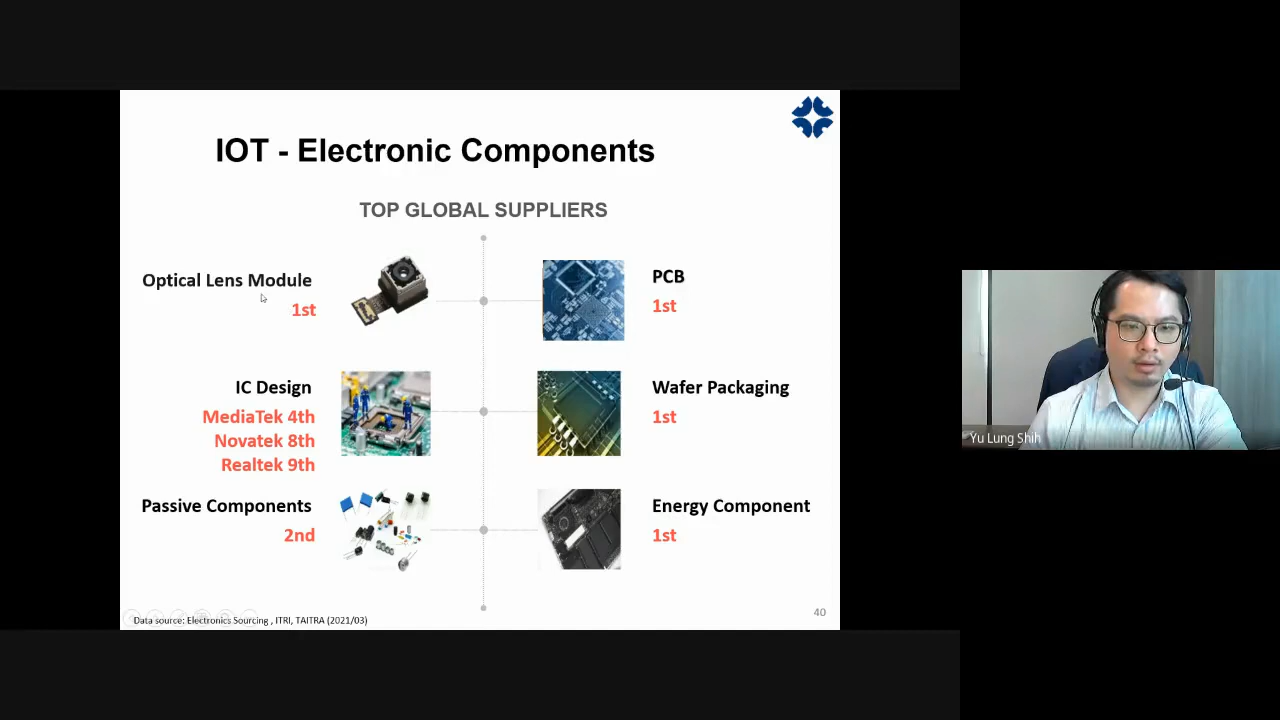 IOT - Electronic Components
TOP GLOBAL SUPPLIERS
Optical Lens Module
1st
PCB
1st
IC Design
MediaTek 4th
Novatek 8th
Realtek 9th
Wafer Packaging
1st
Passive Components
2nd
Energy Component
1st
Data source: Electronics Sourcing , ITRI, TAITRA (2021/03)
40
Yu Lung Shih